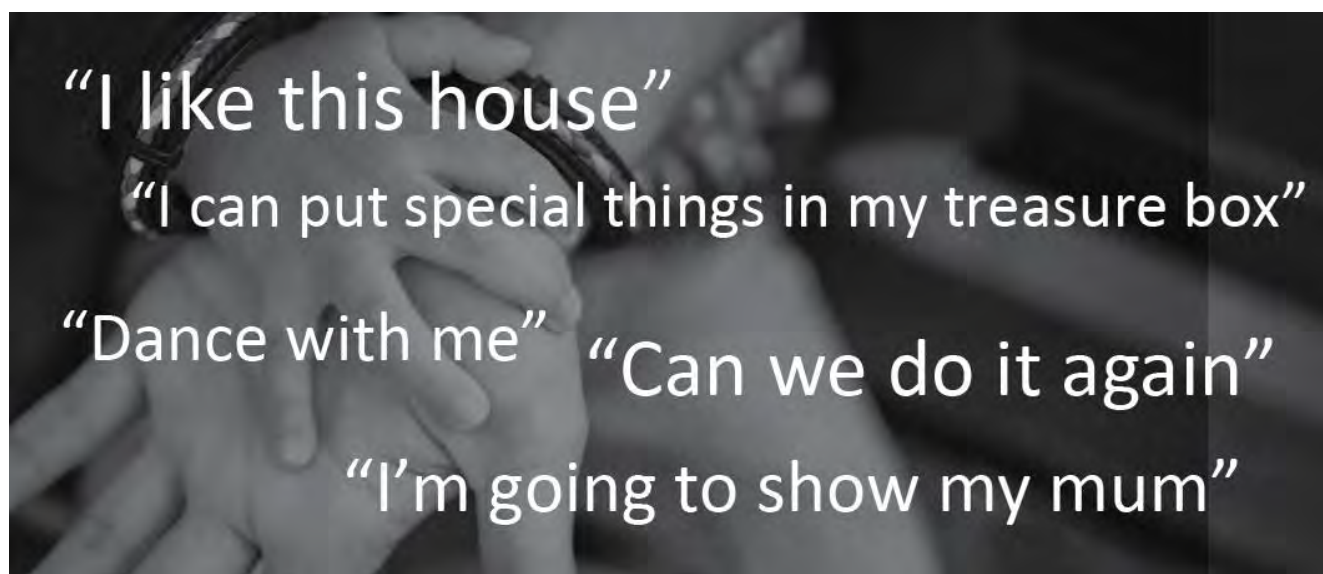 “I like this house”
“I can put special things in my treasure box”
“Dance with me”
“Can we do it again”
“I’m going to show my mum”